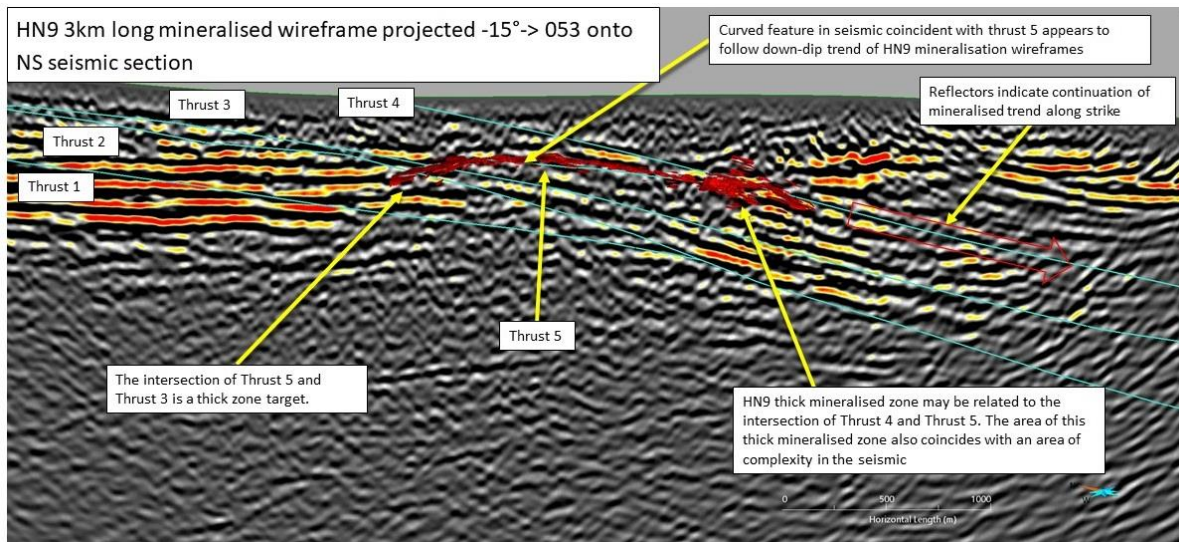 HN9 3km long mineralised wireframe projected -15°-> 053 onto
NS seismic section
Curved feature in seismic coincident with thrust 5 appears to
follow down-dip trend of HN9 mineralisation wireframes
Thrust 3
Thrust 4
Reflectors indicate continuation of
mineralised trend along strike
Thrust 2
Thrust 1
Thrust 5
The intersection of Thrust 5 and
Thrust 3 is a thick zone target.
HN9 thick mineralised zone may be related to the
intersection of Thrust 4 and Thrust 5. The area of this
thick mineralised zone also coincides with an area of
complexity in the seismic
0 500 1000
Horizontal Length (m)